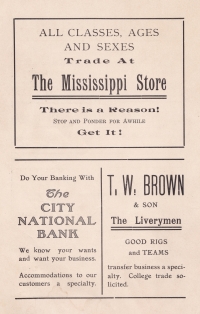 ALL CLASSES, AGES
AND SEXES
Trade At
The Mississippi Store
There is a Reason!
STOP AND PONDER FOR AWHILE
Get It!
Do Your Banking With
The
CITY
NATIONAL
BANK
We know your wants
and want your business.
Accommodations to our
customers a specialty.
T. W. BROWN
& SON
The Liverymen
GOOD RIGS
and TEAMS
transfer business a speci-
alty. College trade so-
licited.